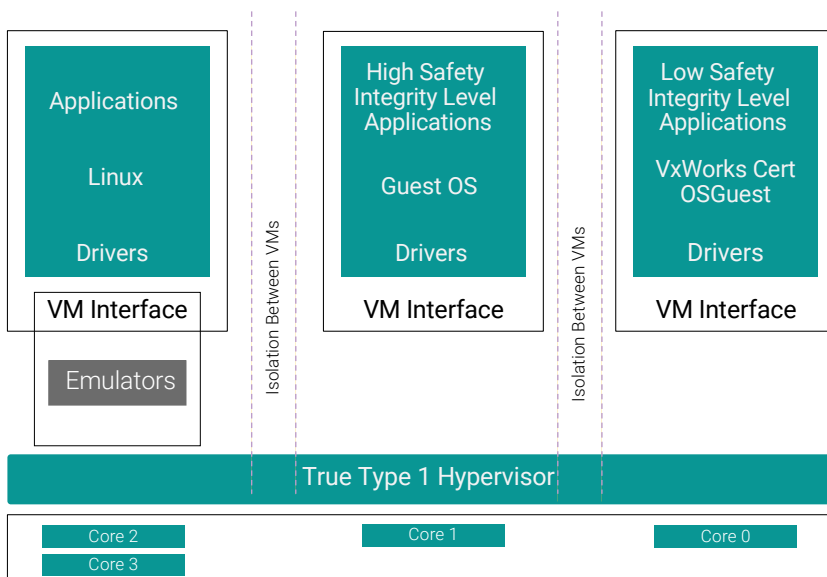 Applications
Linux
Drivers
VM Interface
Emulators
Isolation Between VMs
High Safety
Integrity Level
Applications
Guest OS
Drivers
VM Interface
Isolation Between VMs
Low Safety
Integrity Level
Applications
VxWorks Cert
OSGuest
Drivers
VM Interface
True Type 1 Hypervisor
Core 2
Core 3
Core 1
Core 0